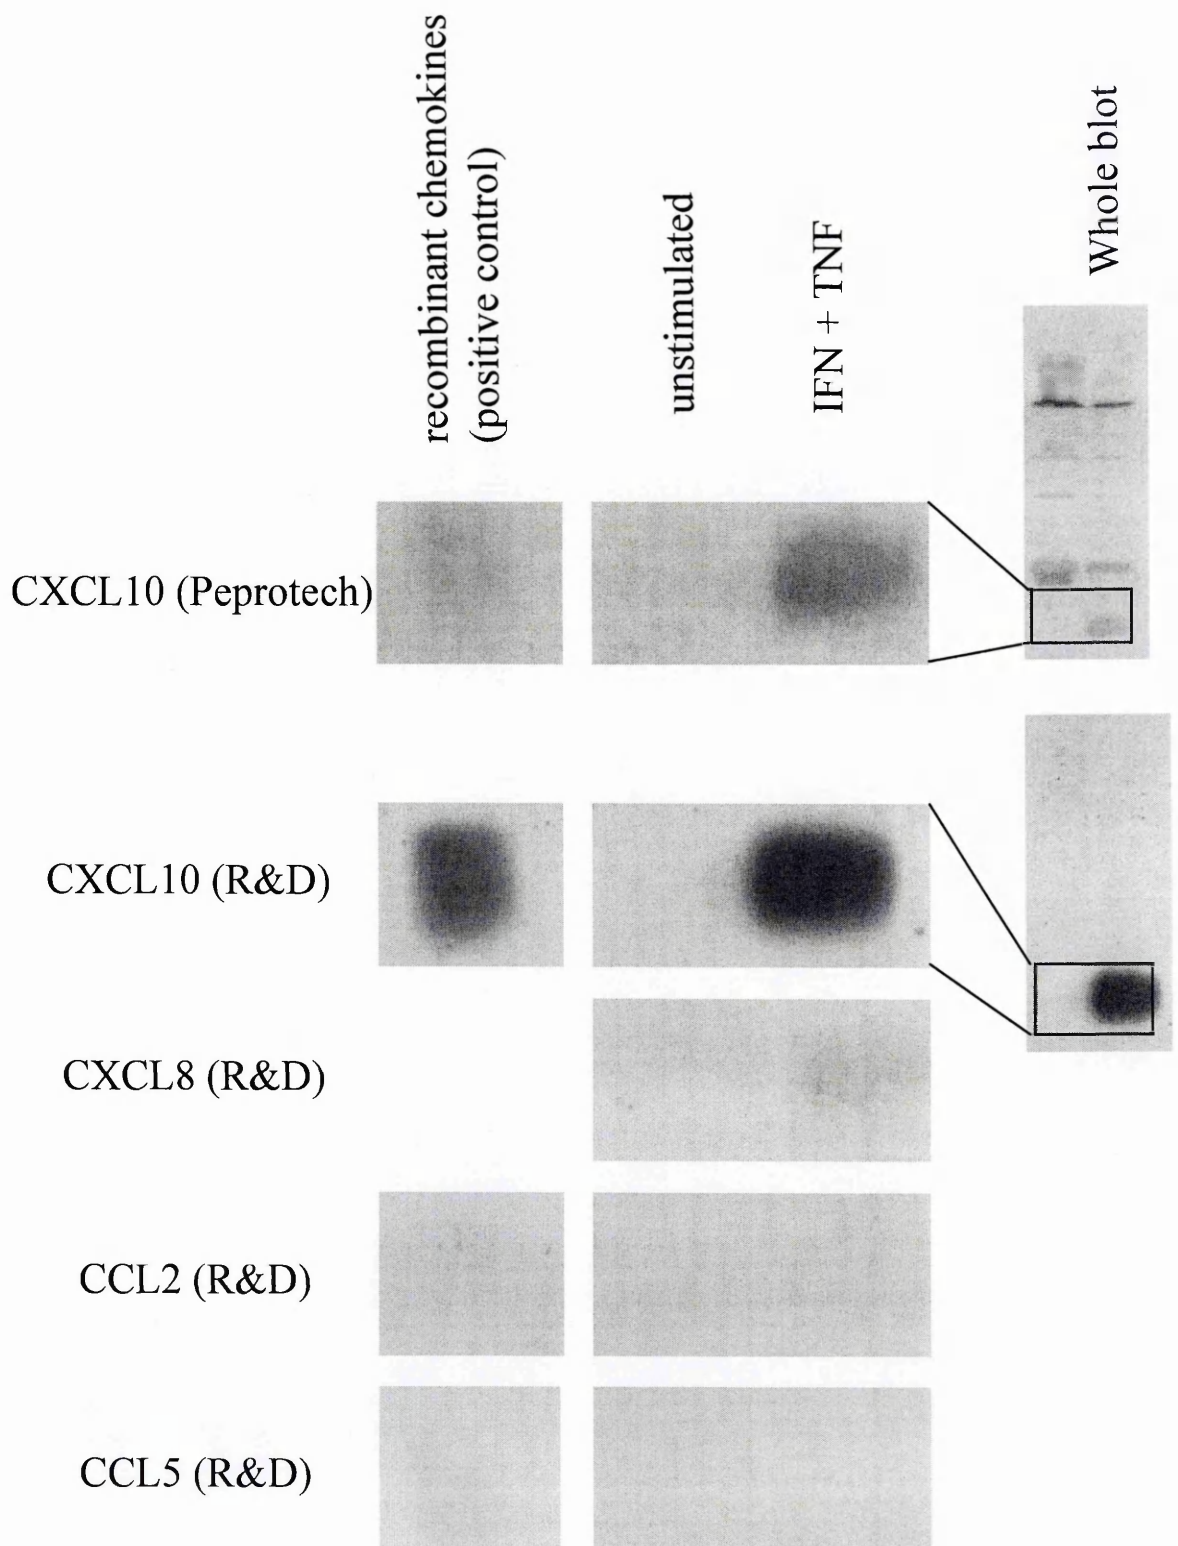 recombinant chemokines
(positive control)
unstimulated
IFN + TNF
Whole blot
CXCL10 (Peprotech)
CXCL10 (R&D)
CXCL8 (R&D)
CCL2 (R&D)
CCL5 (R&D)